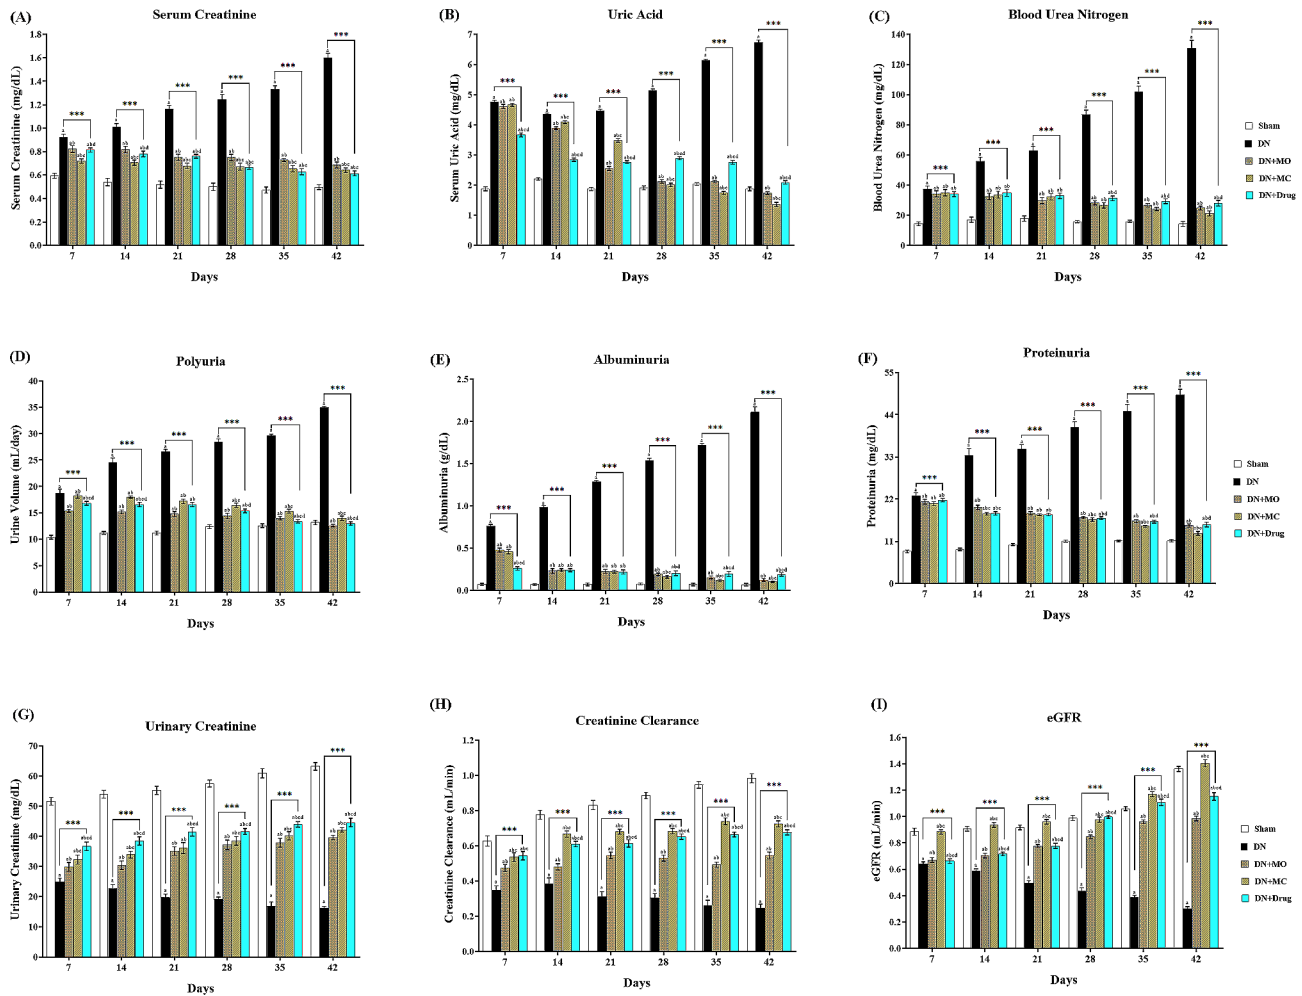 (A)
Serum Creatinine
Serum Creatinine (mg/dL)
1.8
1.6
1.4
1.2
1.0
0.8
0.6
0.4
0.2
0.0
*** *** *** *** *** ***
7 14 21 28 35 42
Days
(B)
Uric Acid
Serum Uric Acid (mg/dL)
7
6
5
4
3
2
1
0
*** *** *** *** *** ***
7 14 21 28 35 42
Days
(C)
Blood Urea Nitrogen
Blood Urea Nitrogen (mg/dL)
140
120
100
80
60
40
20
0
*** *** *** *** *** ***
7 14 21 28 35 42
Days
Sham
DN
DN+MO
DN+MC
DN+Drug
(D)
Polyuria
Urine Volume (mL/day)
40
35
30
25
20
15
10
5
0
*** *** *** *** *** ***
7 14 21 28 35 42
Days
(E)
Albuminuria
Albuminuria (g/dL)
2.5
2.0
1.5
1.0
0.5
0.0
*** *** *** *** *** ***
7 14 21 28 35 42
Days
(F)
Proteinuria
Proteinuria (mg/dL)
55
44
33
22
11
0
*** *** *** *** *** ***
7 14 21 28 35 42
Days
Sham
DN
DN+MO
DN+MC
DN+Drug
(G)
Urinary Creatinine
Urinary Creatinine (mg/dL)
70
60
50
40
30
20
10
0
*** *** *** *** *** ***
7 14 21 28 35 42
Days
(H)
Creatinine Clearance
Creatinine Clearance (mL/min)
1.2
1.0
0.8
0.6
0.4
0.2
0.0
*** *** *** *** *** ***
7 14 21 28 35 42
Days
(I)
eGFR
eGFR (mL/min)
1.6
1.4
1.2
1.0
0.8
0.6
0.4
0.2
0.0
*** *** *** *** *** ***
7 14 21 28 35 42
Days
Sham
DN
DN+MO
DN+MC
DN+Drug